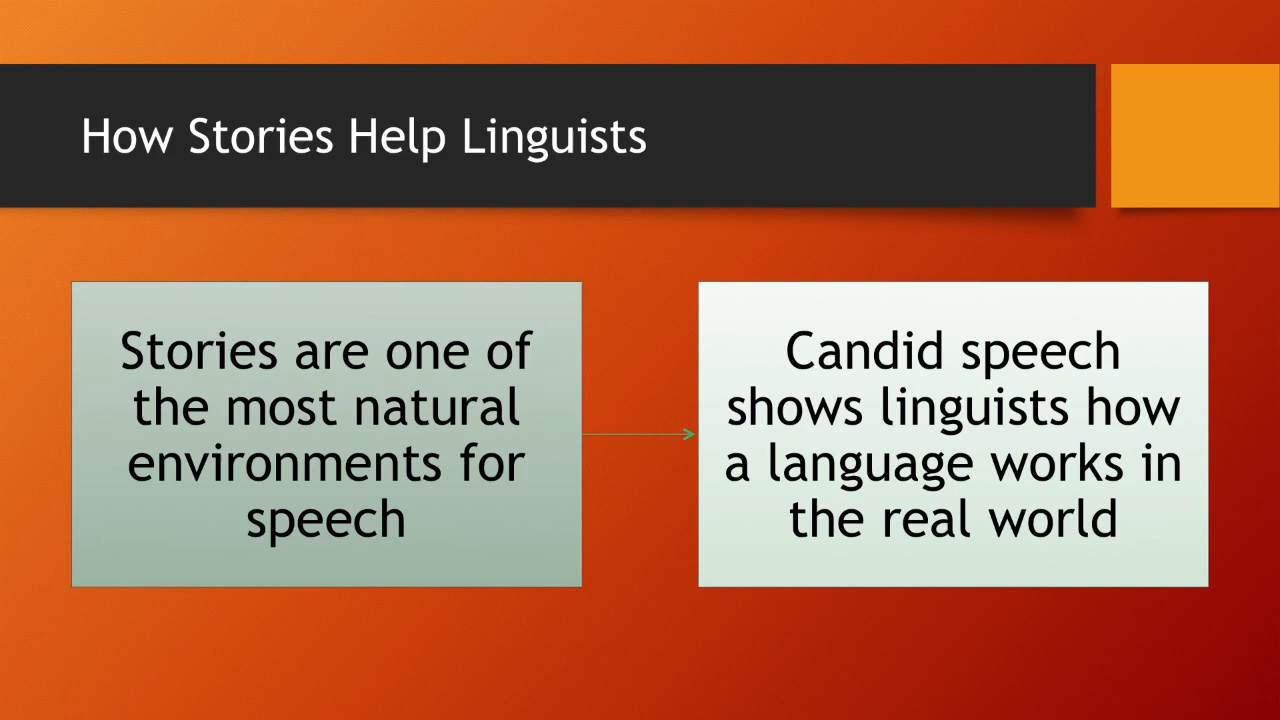 How Stories Help Linguists
Stories are one of
the most natural
environments for
speech
Candid speech
shows linguists how
a language works in
the real world